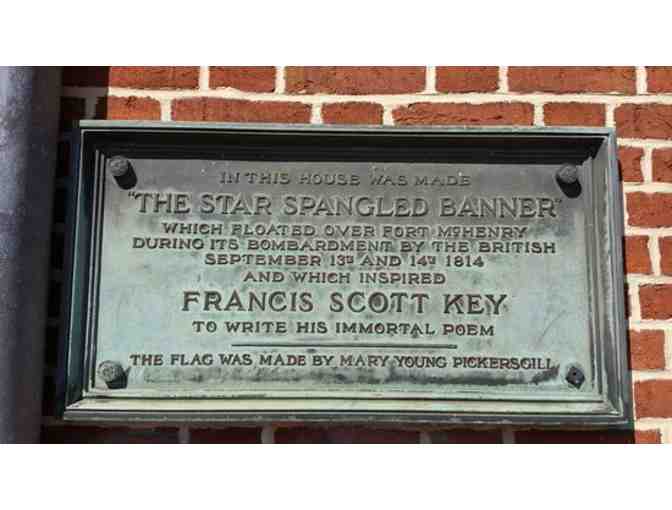 IN THIS HOUSE WAS MADE
"THE STAR SPANGLED BANNER"
WHICH FLOATED OVER FORT McHENRY
DURING ITS BOMBARDMENT BY THE BRITISH
SEPTEMBER 13TH AND 14TH 1814
AND WHICH INSPIRED
FRANCIS SCOTT KEY
TO WRITE HIS IMMORTAL POEM
THE FLAG WAS MADE BY MARY YOUNG PICKERSGILL